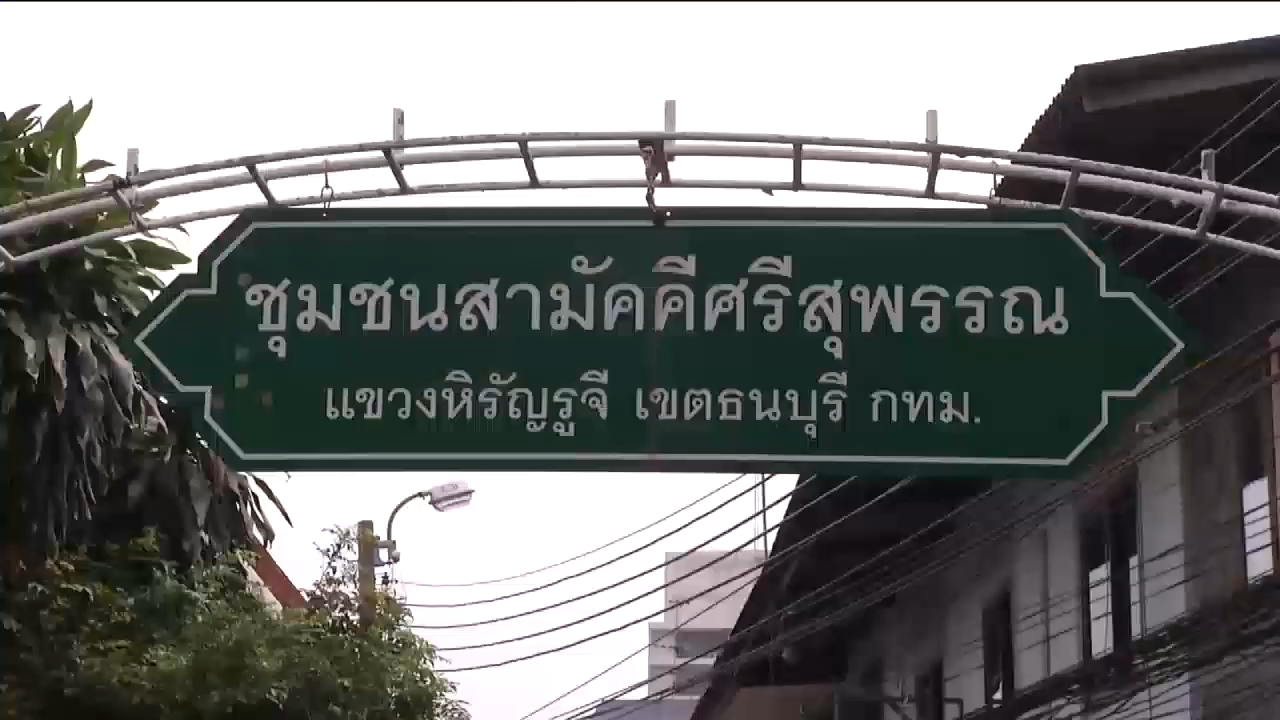 ชุมชนสามัคคีศรีสุพรรณ
แขวงหิรัญรูจี เขตธนบุรี กทม.